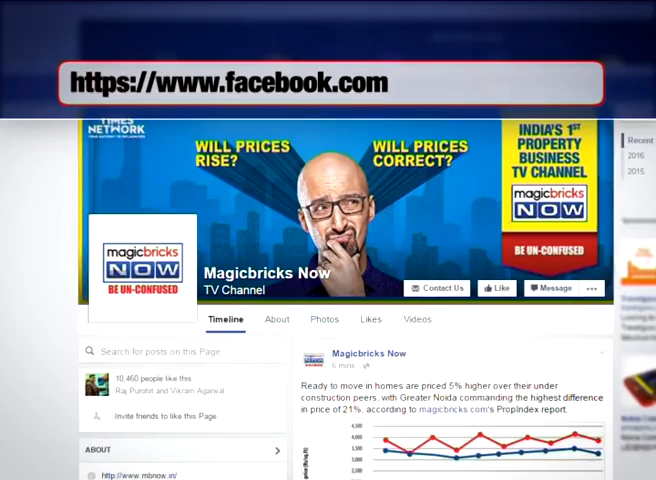 https://www.facebook.com
TIMES
NETWORK
WILL PRICES
RISE?
WILL PRICES
CORRECT?
INDIA'S 1ST
PROPERTY
BUSINESS
TV CHANNEL
magicbricks
NOW
BE UN-CONFUSED
magicbricks
NOW
BE UN-CONFUSED
Magicbricks Now
TV Channel
Contact Us
Like
Message
Recent
2016
2015
Timeline
About
Photos
Likes
Videos
Search for posts on this Page
10,460 people like this
Raj Purohit and Vikram Agarwal
Invite friends to like this Page
ABOUT
http://www.mbnow.in/
Magicbricks Now
6 mins
Ready to move in homes are priced 5% higher over their under
construction peers, with Greater Noida commanding the highest difference
in price of 21%, according to magicbricks.com's PropIndex report.
4,500
4,000
3,500
3,000
2,500